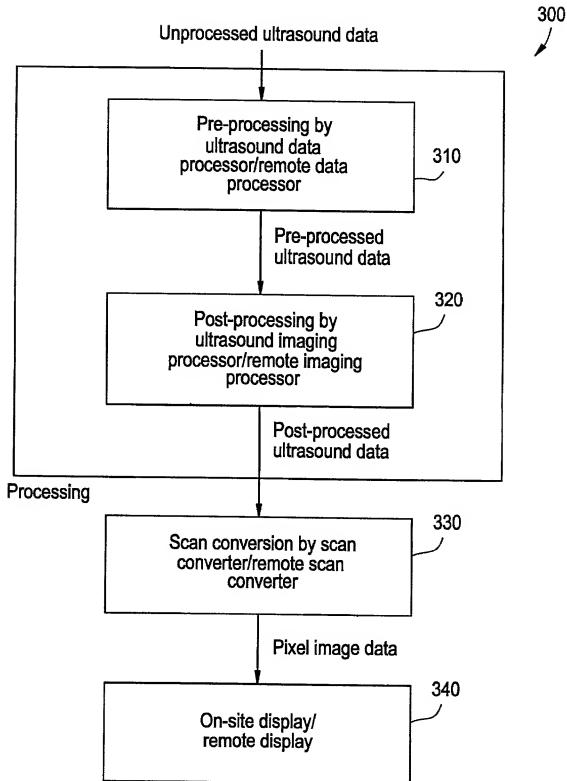 300
Unprocessed ultrasound data
Pre-processing by
ultrasound data
processor/remote data
processor
310
Pre-processed
ultrasound data
320
Post-processing by
ultrasound imaging
processor/remote imaging
processor
Post-processed
ultrasound data
Processing
330
Scan conversion by scan
converter/remote scan
converter
Pixel image data
340
On-site display/
remote display